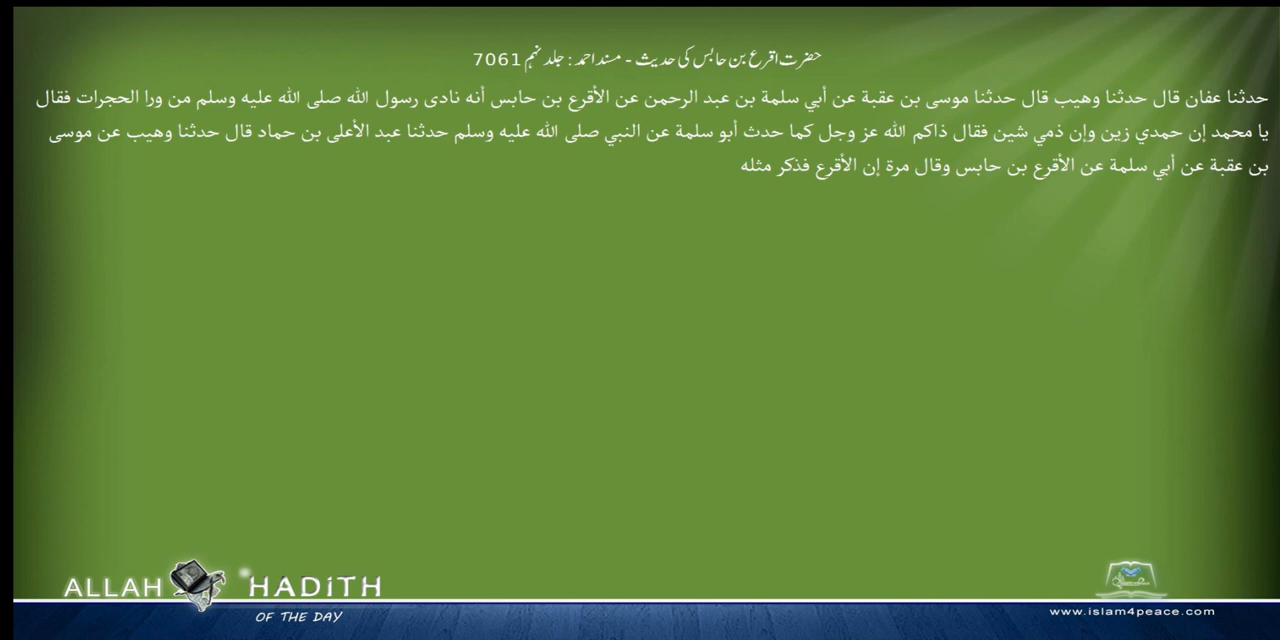 حضرت اقرع بن حابس کی حدیث - مسند احمد : جلد نہم 7061
حدثنا عفان قال حدثنا وهيب قال حدثنا موسى بن عقبة عن أبي سلمة بن عبد الرحمن عن الأقرع بن حابس أنه نادى رسول الله صلى الله عليه وسلم من ورا الحجرات فقال
يا محمد إن حمدي زين وإن ذمي شين فقال ذاكم الله عز وجل كما حدث أبو سلمة عن النبي صلى الله عليه وسلم حدثنا عبد الأعلى بن حماد قال حدثنا وهيب عن موسى
بن عقبة عن أبي سلمة عن الأقرع بن حابس وقال مرة إن الأقرع فذكر مثله
ALLAH HADITH
OF THE DAY
www.islam4peace.com